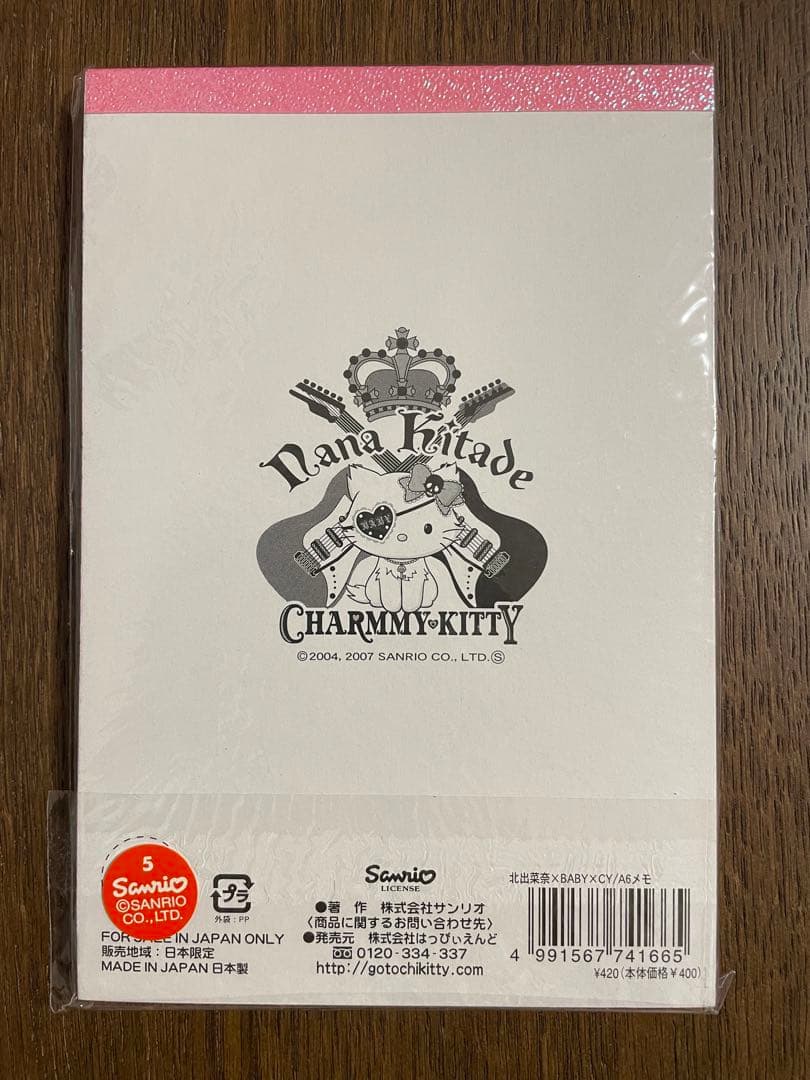 Nana Kitade
BABY
CHARMMY KITTY
©2004, 2007 SANRIO CO., LTD.Ⓢ
5
Sanrio
©SANRIO
CO.,LTD.
プラ
外袋:PP
FOR SALE IN JAPAN ONLY
販売地域:日本限定
MADE IN JAPAN 日本製
Sanrio
LICENSE
●著 作 株式会社サンリオ
〈商品に関するお問い合わせ先〉
●発売元 株式会社はっぴぃえんど
0120-334-337
http://gotochikitty.com
北出菜奈×BABY×CY/A6メモ
4 991567 741665
¥420(本体価格¥400)